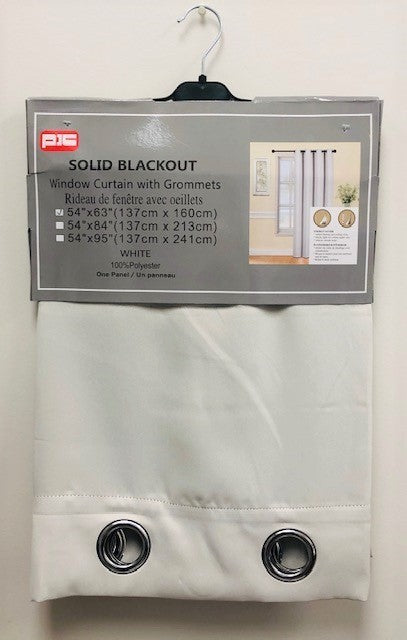 PJC
SOLID BLACKOUT
Window Curtain with Grommets
Rideau de fenêtre avec oeillets
54"x63"(137cm x 160cm)
54"x84"(137cm x 213cm)
54"x95"(137cm x 241cm)
WHITE
100%Polyester
One Panel / Un panneau